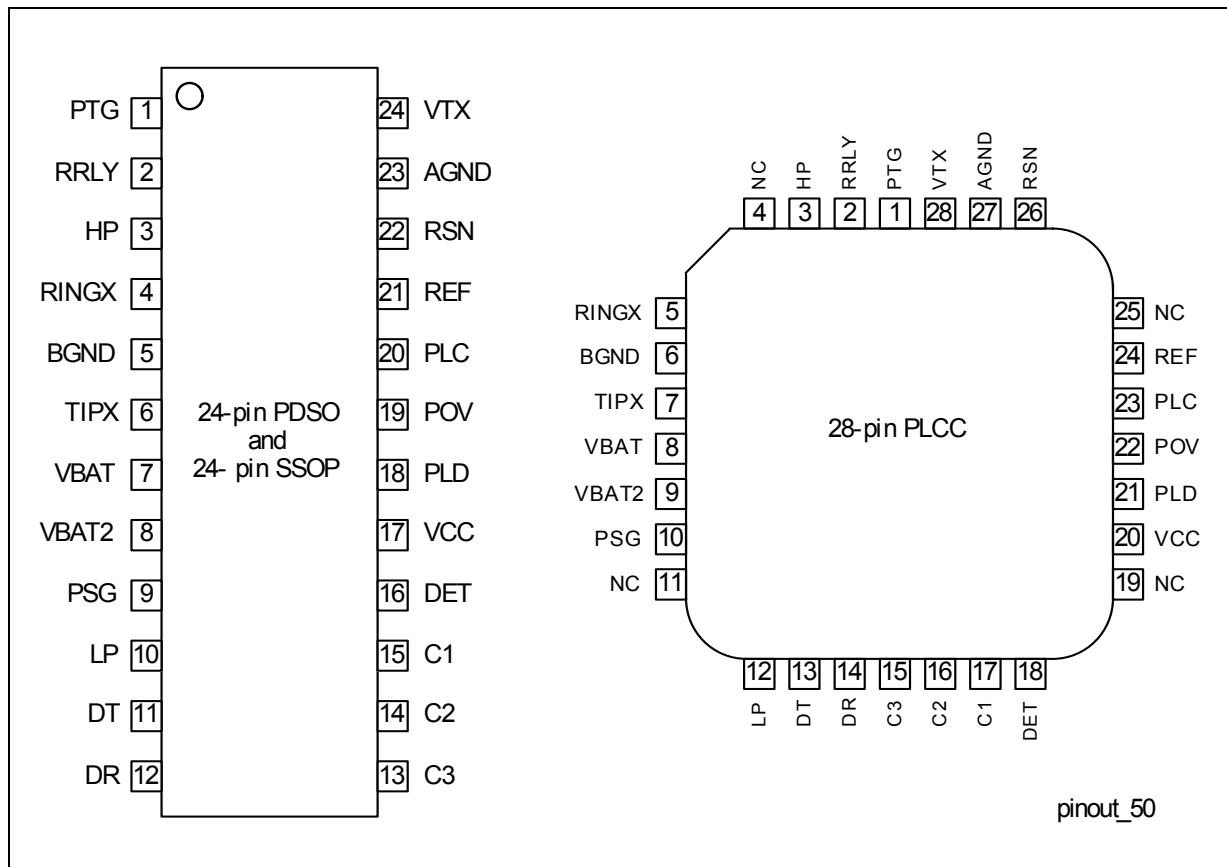 PTG 1
RRLY 2
HP 3
RINGX 4
BGND 5
TIPX 6
VBAT 7
VBAT2 8
PSG 9
LP 10
DT 11
DR 12
24 VTX
23 AGND
22 RSN
21 REF
20 PLC
19 POV
18 PLD
17 VCC
16 DET
15 C1
14 C2
13 C3
24-pin PDSO
and
24- pin SSOP
NC HP RRLY PTG VTX AGND RSN
4 3 2 1 28 27 26
RINGX 5
BGND 6
TIPX 7
VBAT 8
VBAT2 9
PSG 10
NC 11
28-pin PLCC
25 NC
24 REF
23 PLC
22 POV
21 PLD
20 VCC
19 NC
12 13 14 15 16 17 18
LP DT DR C3 C2 C1 DET
pinout_50